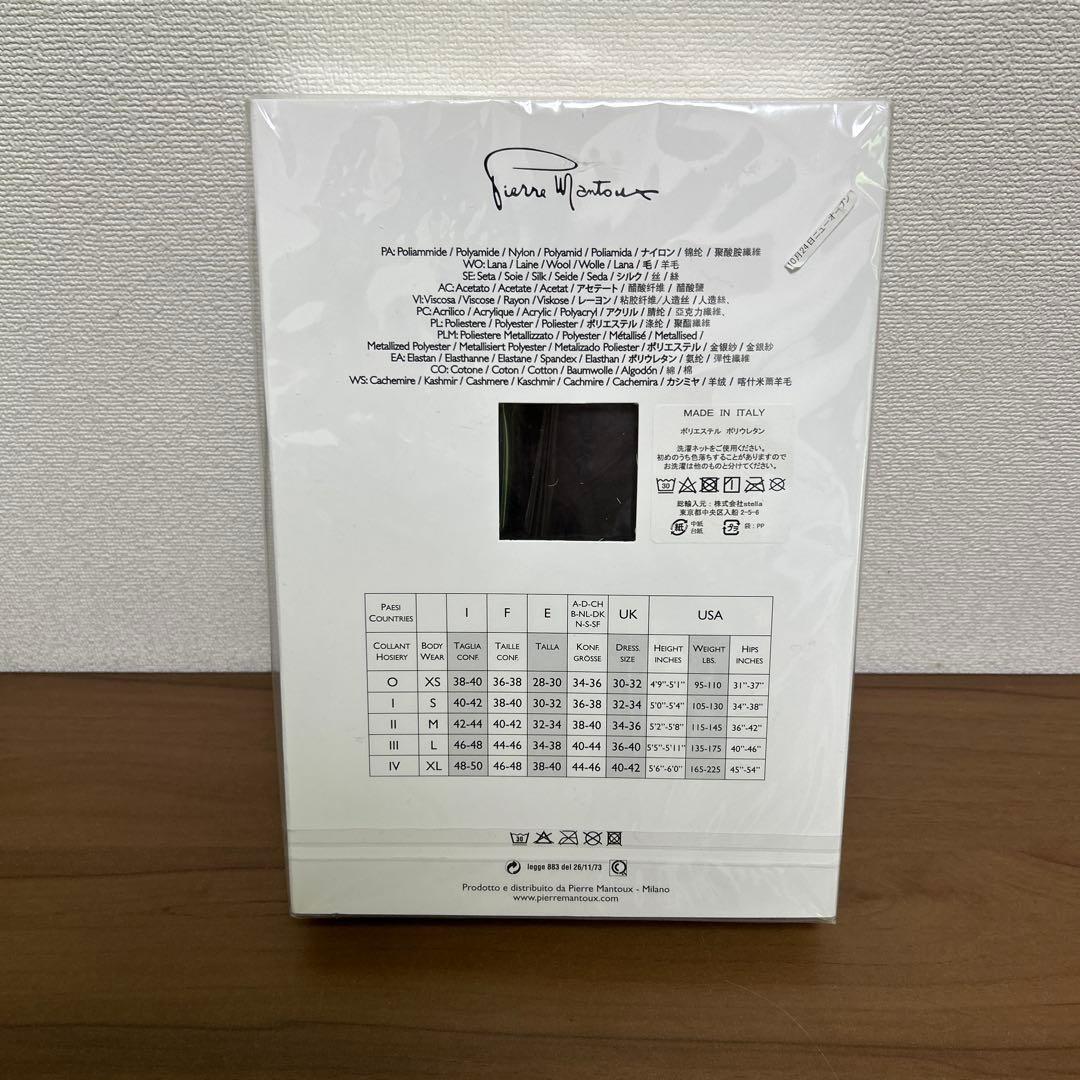 Pierre Mantoux
10月24日ニューオープン
PA: Poliammide / Polyamide / Nylon / Polyamid / Poliamida / ナイロン / 锦纶 / 聚酸胺纖維
WO: Lana / Laine / Wool / Wolle / Lana / 毛 / 羊毛
SE: Seta / Soie / Silk / Seide / Seda / シルク / 丝 / 絲
AC: Acetato / Acetate / Acetat / アセテート / 醋酸纤维 / 醋酸鹽
VI: Viscosa / Viscose / Rayon / Viskose / レーヨン / 粘胶纤维/人造丝 / 人造絲、
PC: Acrilico / Acrylique / Acrylic / Polyacryl / アクリル / 腈纶 / 亞克力纖維、
PL: Poliestere / Polyester / Poliester / ポリエステル / 涤纶 / 聚酯纖維
PLM: Poliestere Metallizzato / Polyester / Métallisé / Metallised /
Metallized Polyester / Metallisiert Polyester / Metalizado Poliester / ポリエステル / 金银紗 / 金銀紗
EA: Elastan / Elasthanne / Elastane / Spandex / Elasthan / ポリウレタン / 氨纶 / 彈性纖維
CO: Cotone / Coton / Cotton / Baumwolle / Algodón / 綿 / 棉
WS: Cachemire / Kashmir / Cashmere / Kaschmir / Cachmire / Cachemira / カシミヤ / 羊绒 / 喀什米爾羊毛
MADE IN ITALY
ポリエステル ポリウレタン
洗濯ネットをご使用ください。
初めのうち色落ちすることがありますので
お洗濯は他のものと分けてください。
30
総輸入元：株式会社stella
東京都中央区入船 2-5-6
紙 中紙 台紙 プラ 袋：PP
PAESI COUNTRIES I F E A-D-CH B-NL-DK N-S-SF UK USA
COLLANT HOSIERY BODY WEAR TAGLIA CONF. TAILLE CONF. TALLA KONF. GRÖSSE DRESS. SIZE HEIGHT INCHES WEIGHT LBS. HIPS INCHES
O XS 38-40 36-38 28-30 34-36 30-32 4'9"-5'1" 95-110 31"-37"
I S 40-42 38-40 30-32 36-38 32-34 5'0"-5'4" 105-130 34"-38"
II M 42-44 40-42 32-34 38-40 34-36 5'2"-5'8" 115-145 36"-42"
III L 46-48 44-46 34-38 40-44 36-40 5'5"-5'11" 135-175 40"-46"
IV XL 48-50 46-48 38-40 44-46 40-42 5'6"-6'0" 165-225 45"-54"
30
legge 883 del 26/11/73
Prodotto e distribuito da Pierre Mantoux - Milano
www.pierremantoux.com